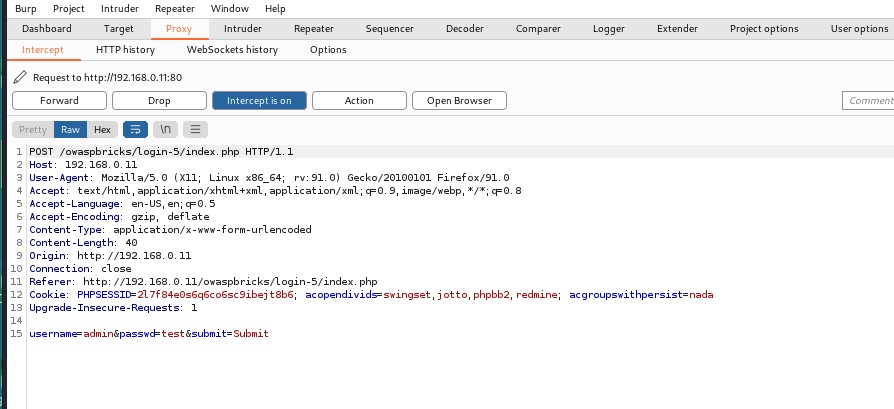 Burp Project Intruder Repeater Window Help
Dashboard Target Proxy Intruder Repeater Sequencer Decoder Comparer Logger Extender Project options User options
Intercept HTTP history WebSockets history Options
Request to http://192.168.0.11:80
Forward Drop Intercept is on Action Open Browser Comment
Pretty Raw Hex \n
1 POST /owaspbricks/login-5/index.php HTTP/1.1
2 Host: 192.168.0.11
3 User-Agent: Mozilla/5.0 (X11; Linux x86_64; rv:91.0) Gecko/20100101 Firefox/91.0
4 Accept: text/html,application/xhtml+xml,application/xml;q=0.9,image/webp,*/*;q=0.8
5 Accept-Language: en-US,en;q=0.5
6 Accept-Encoding: gzip, deflate
7 Content-Type: application/x-www-form-urlencoded
8 Content-Length: 40
9 Origin: http://192.168.0.11
10 Connection: close
11 Referer: http://192.168.0.11/owaspbricks/login-5/index.php
12 Cookie: PHPSESSID=2l7f84e0s6q6co6sc9ibejt8b6; acopendivids=swingset,jotto,phpbb2,redmine; acgroupswithpersist=nada
13 Upgrade-Insecure-Requests: 1
14
15 username=admin&passwd=test&submit=Submit